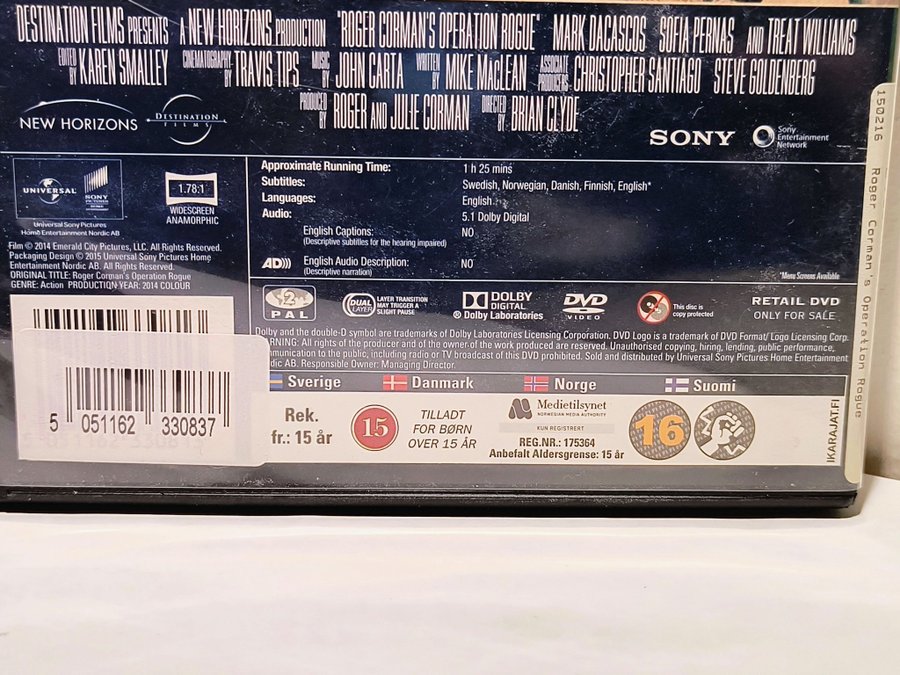 DESTINATION FILMS PRESENTS A NEW HORIZONS PRODUCTION "ROGER CORMAN'S OPERATION ROGUE" MARK DACASCOS SOFIA PERNAS AND TREAT WILLIAMS
EDITED BY KAREN SMALLEY CINEMATOGRAPHY BY TRAVIS TIPS MUSIC BY JOHN CARTA WRITTEN BY MIKE MACLEAN ASSOCIATE PRODUCERS CHRISTOPHER SANTIAGO STEVE GOLDENBERG
PRODUCED BY ROGER AND JULIE CORMAN DIRECTED BY BRIAN CLYDE
NEW HORIZONS
DESTINATION
FILMS
SONY
Sony
Entertainment
Network
UNIVERSAL
SONY
PICTURES
Universal Sony Pictures
Home Entertainment Nordic AB
1.78:1
WIDESCREEN
ANAMORPHIC
Film © 2014 Emerald City Pictures, LLC. All Rights Reserved.
Packaging Design © 2015 Universal Sony Pictures Home
Entertainment Nordic AB. All Rights Reserved.
ORIGINAL TITLE: Roger Corman's Operation Rogue
GENRE: Action PRODUCTION YEAR: 2014 COLOUR
Approximate Running Time: 1 h 25 mins
Subtitles: Swedish, Norwegian, Danish, Finnish, English*
Languages: English
Audio: 5.1 Dolby Digital
English Captions: NO
(Descriptive subtitles for the hearing impaired)
AD))) English Audio Description: NO
(Descriptive narration)
*Menu Screens Available
2
PAL
DUAL LAYER
LAYER TRANSITION
MAY TRIGGER A
SLIGHT PAUSE
DOLBY
DIGITAL
® Dolby Laboratories
DVD
VIDEO
This disc is
copy protected
RETAIL DVD
ONLY FOR SALE
Dolby and the double-D symbol are trademarks of Dolby Laboratories Licensing Corporation. DVD Logo is a trademark of DVD Format/ Logo Licensing Corp.
RNING: All rights of the producer and of the owner of the work produced are reserved. Unauthorised copying, hiring, lending, public performance,
mmunication to the public, including radio or TV broadcast of this DVD prohibited. Sold and distributed by Universal Sony Pictures Home Entertainment
dic AB. Responsible Owner: Managing Director.
Sverige
Danmark
Norge
Suomi
Rek.
fr.: 15 år
15
TILLADT
FOR BØRN
OVER 15 ÅR
Medietilsynet
NORWEGIAN MEDIA AUTHORITY
KUN REGISTRERT
REG.NR.: 175364
Anbefalt Aldersgrense: 15 år
16
IKARAJAT.FI
5 051162 330837
150216 Roger Corman's Operation Rogue